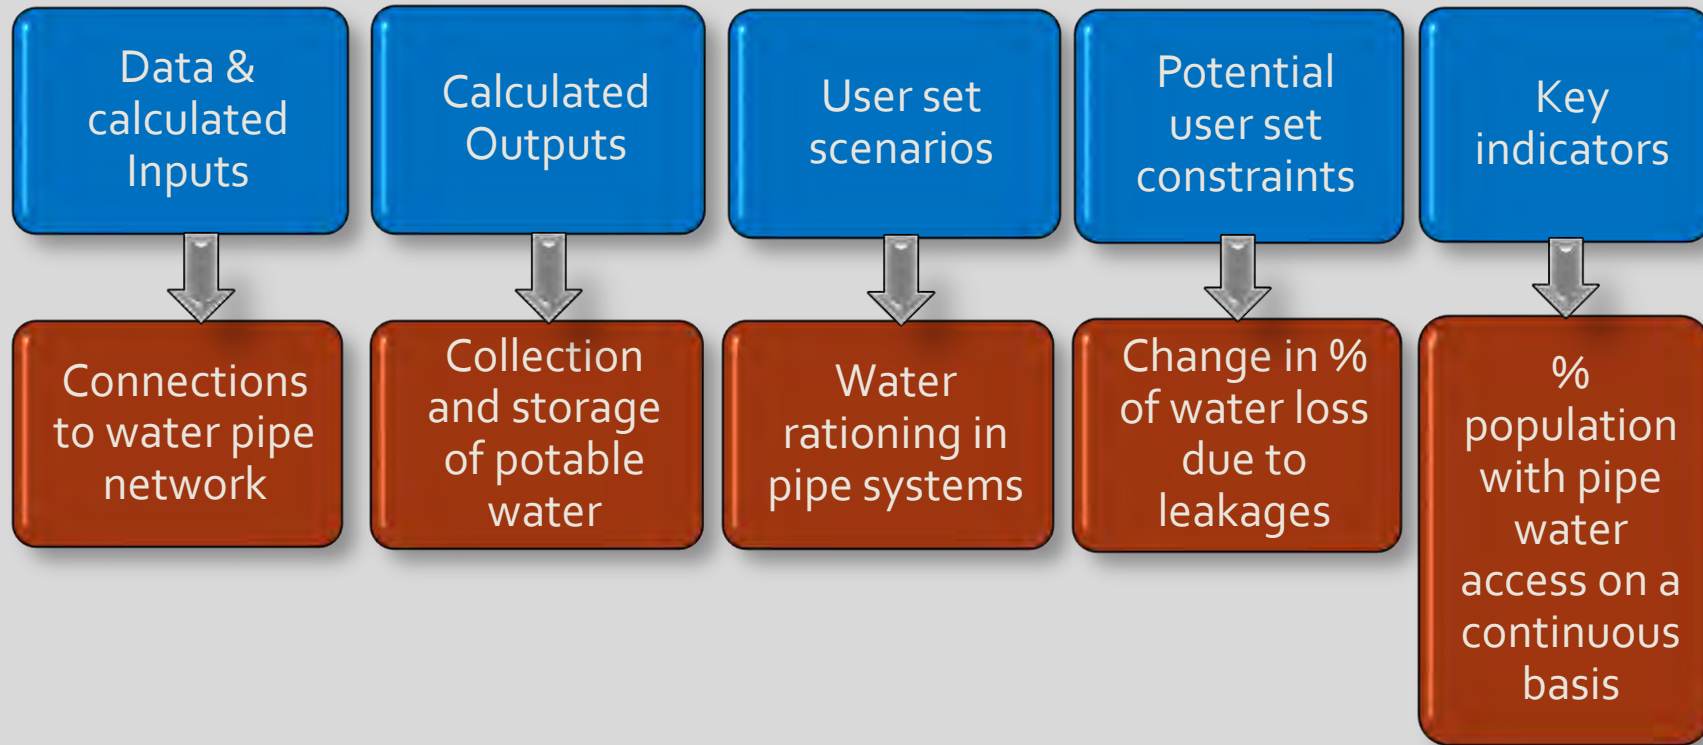 Data &
calculated
Inputs
Calculated
Outputs
User set
scenarios
Potential
user set
constraints
Key
indicators
Connections
to water pipe
network
Collection
and storage
of potable
water
Water
rationing in
pipe systems
Change in %
of water loss
due to
leakages
%
population
with pipe
water
access on a
continuous
basis